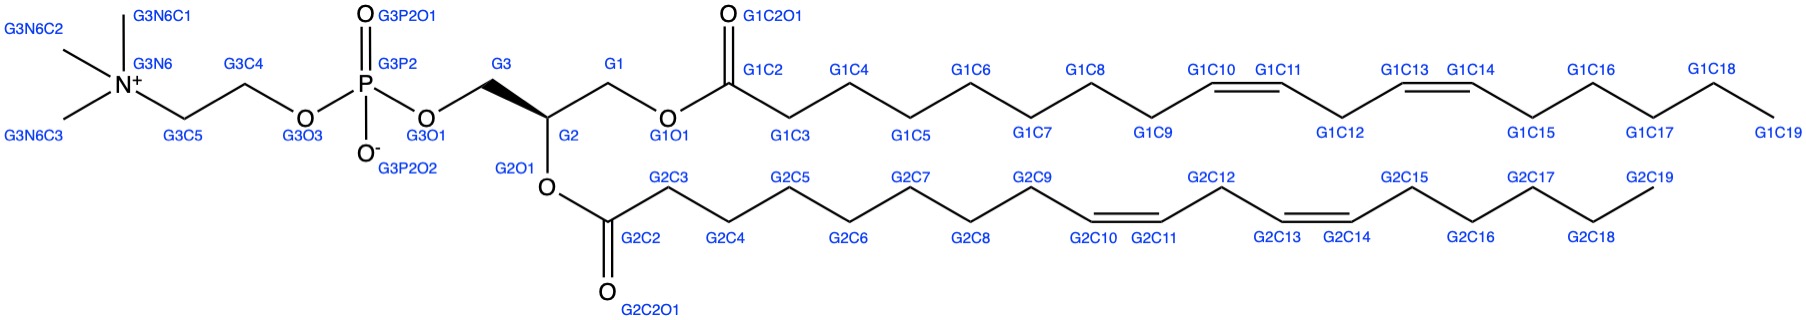 G3N6C1 O G3P2O1 O G1C2O1
G3N6C2
G3N6 G3C4 G3P2 G3 G1 G1C2 G1C4 G1C6 G1C8 G1C10 G1C11 G1C13 G1C14 G1C16 G1C18
N+ P
O O O
G3N6C3 G3C5 G3O3 G3O1 G2 G1O1 G1C3 G1C5 G1C7 G1C9 G1C12 G1C15 G1C17 G1C19
O-
G3P2O2 G2O1 G2C3 G2C5 G2C7 G2C9 G2C12 G2C15 G2C17 G2C19
O
G2C2 G2C4 G2C6 G2C8 G2C10 G2C11 G2C13 G2C14 G2C16 G2C18
O
G2C2O1